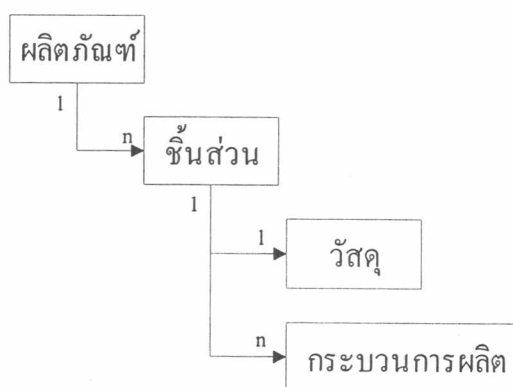 ผลิตภัณฑ์
1
n
ชิ้นส่วน
1
1
วัสดุ
n
กระบวนการผลิต